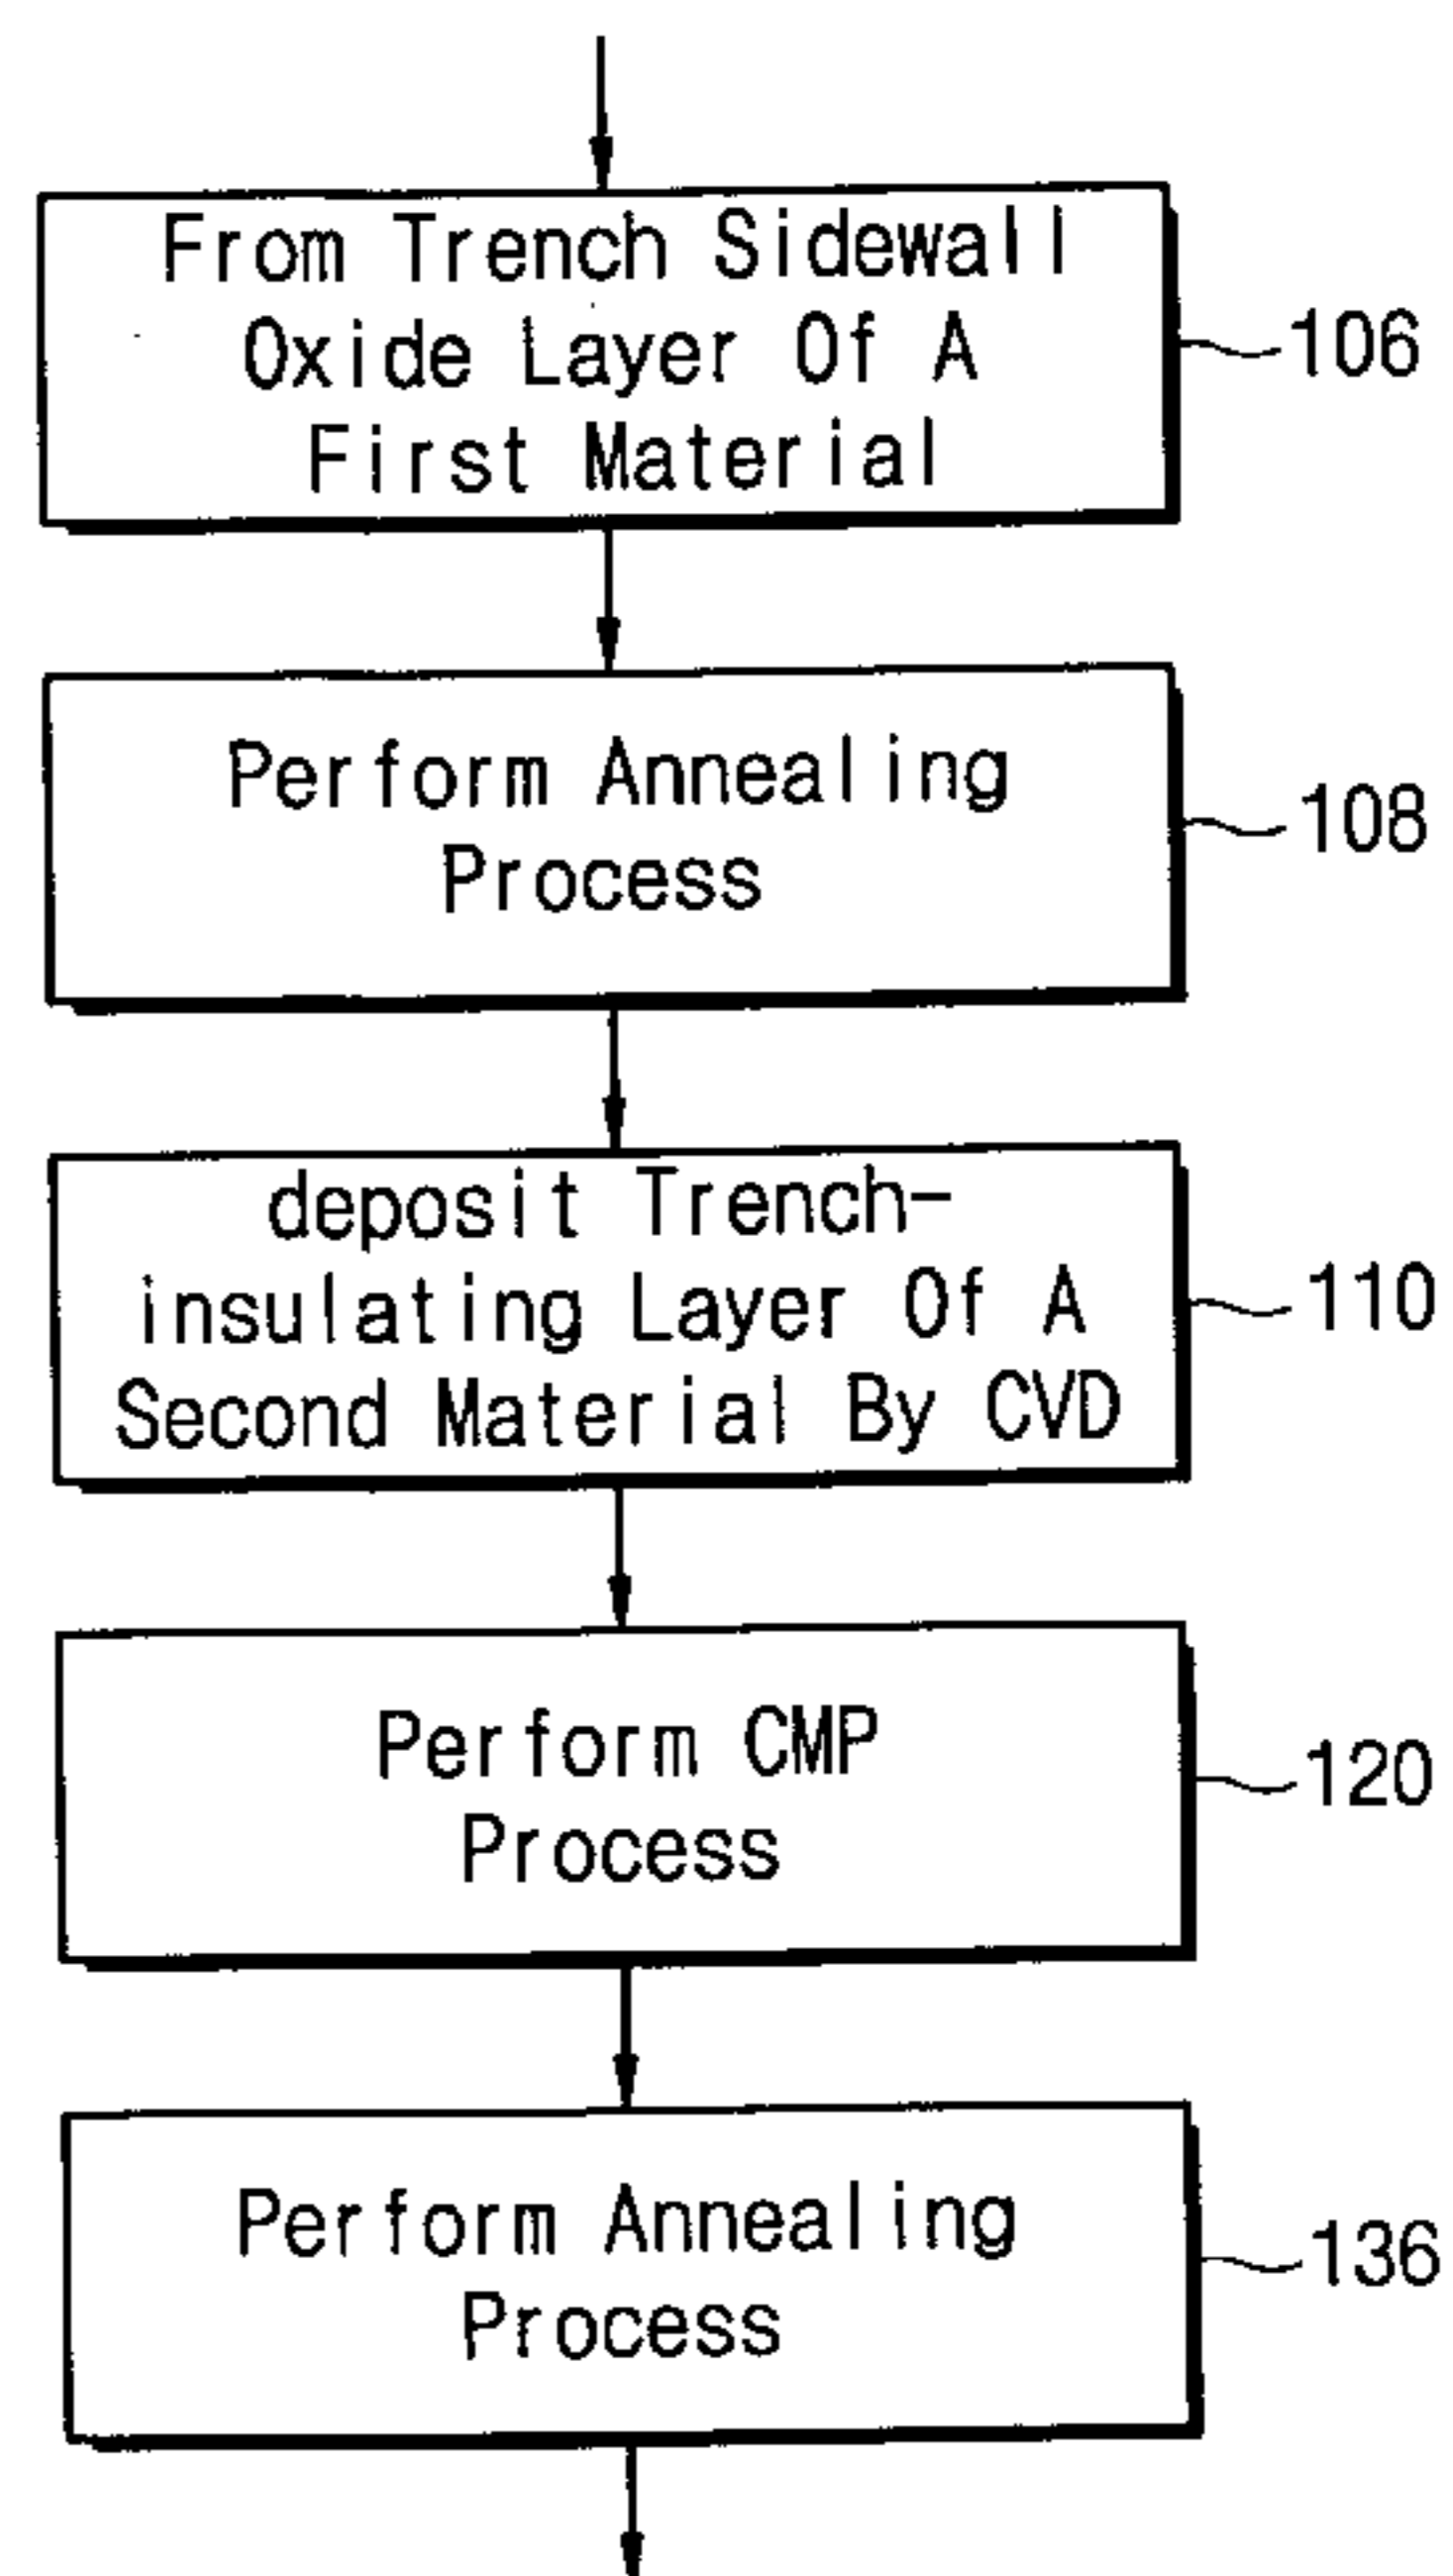 From Trench Sidewall
Oxide Layer Of A
First Material
106
Perform Annealing
Process
108
deposit Trench-
insulating Layer Of A
Second Material By CVD
110
Perform CMP
Process
120
Perform Annealing
Process
136